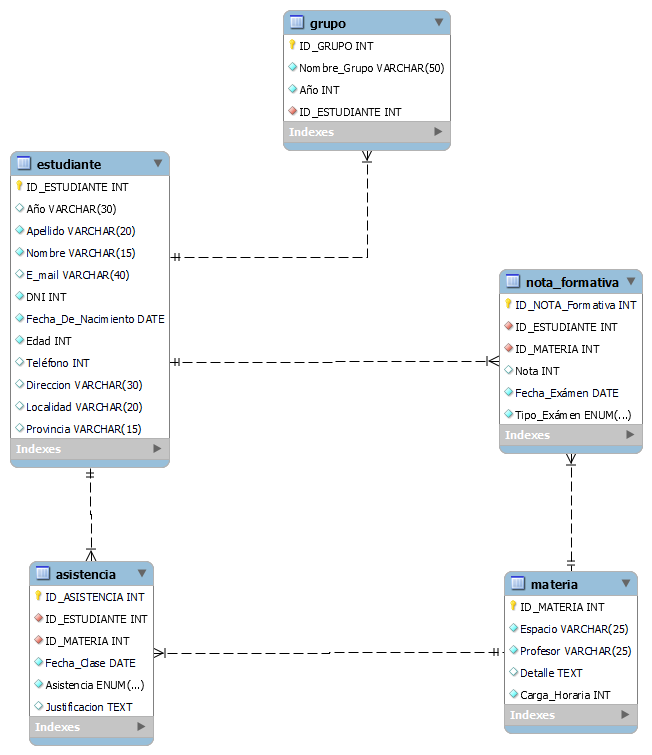 grupo
ID_GRUPO INT
Nombre_Grupo VARCHAR(50)
Año INT
ID_ESTUDIANTE INT
Indexes
estudiante
ID_ESTUDIANTE INT
Año VARCHAR(30)
Apellido VARCHAR(20)
Nombre VARCHAR(15)
E_mail VARCHAR(40)
DNI INT
Fecha_De_Nacimiento DATE
Edad INT
Teléfono INT
Direccion VARCHAR(30)
Localidad VARCHAR(20)
Provincia VARCHAR(15)
Indexes
nota_formativa
ID_NOTA_Formativa INT
ID_ESTUDIANTE INT
ID_MATERIA INT
Nota INT
Fecha_Exámen DATE
Tipo_Exámen ENUM(...)
Indexes
asistencia
ID_ASISTENCIA INT
ID_ESTUDIANTE INT
ID_MATERIA INT
Fecha_Clase DATE
Asistencia ENUM(...)
Justificacion TEXT
Indexes
materia
ID_MATERIA INT
Espacio VARCHAR(25)
Profesor VARCHAR(25)
Detalle TEXT
Carga_Horaria INT
Indexes